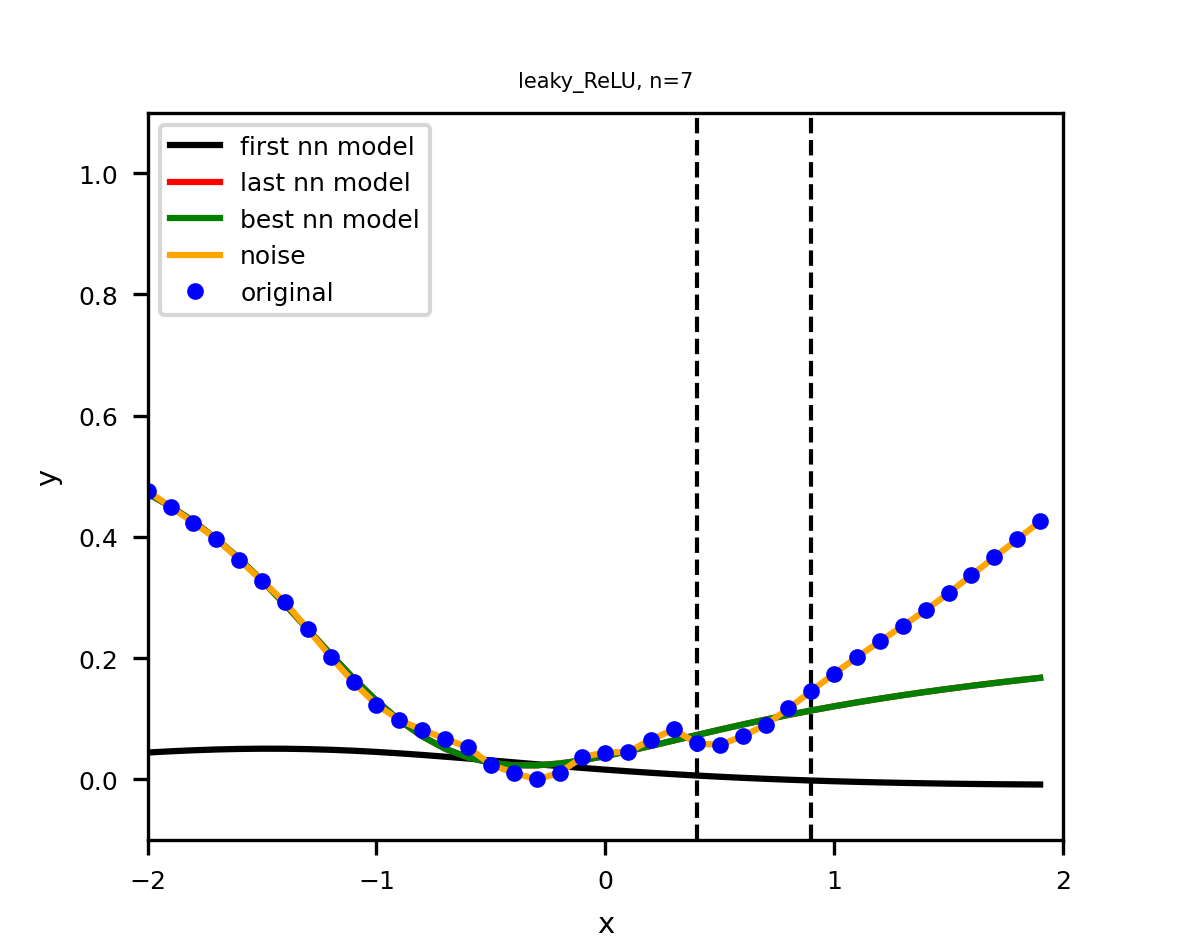 leaky_ReLU, n=7
first nn model
last nn model
best nn model
noise
original
1.0
0.8
0.6
0.4
0.2
0.0
y
−2
−1
0
1
2
x